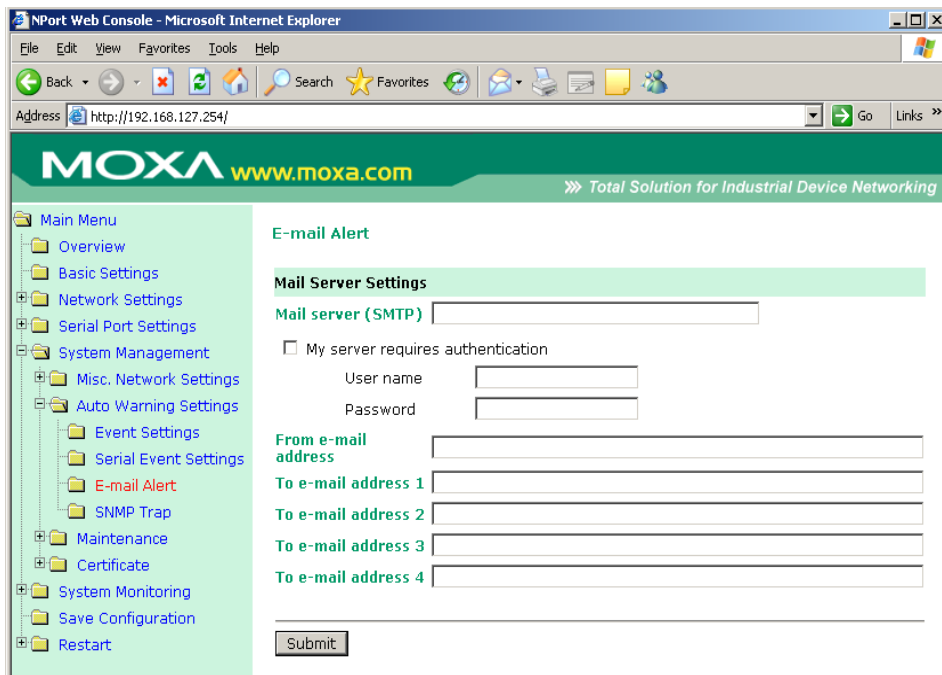 NPort Web Console - Microsoft Internet Explorer
File Edit View Favorites Tools Help
Back Search Favorites
Address http://192.168.127.254/ Go Links »
MOXA www.moxa.com
Total Solution for Industrial Device Networking
Main Menu
Overview
Basic Settings
Network Settings
Serial Port Settings
System Management
Misc. Network Settings
Auto Warning Settings
Event Settings
Serial Event Settings
E-mail Alert
SNMP Trap
Maintenance
Certificate
System Monitoring
Save Configuration
Restart
E-mail Alert
Mail Server Settings
Mail server (SMTP)
My server requires authentication
User name
Password
From e-mail
address
To e-mail address 1
To e-mail address 2
To e-mail address 3
To e-mail address 4
Submit